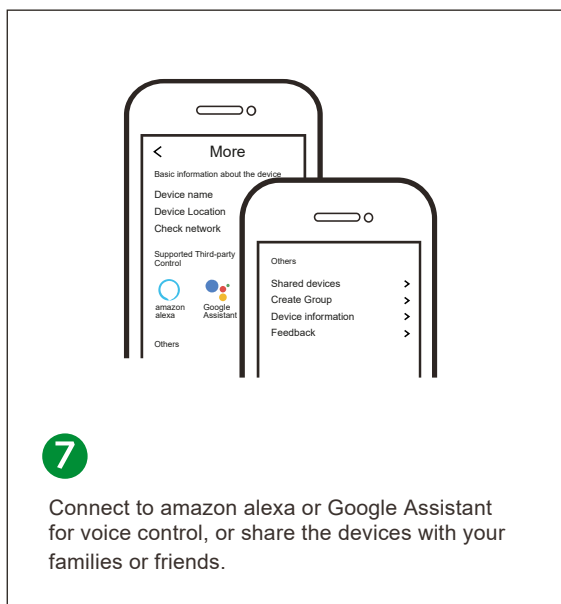 More
Basic information about the device
Device name
Device Location
Check network
Supported Third-party
Control
amazon
alexa
Google
Assistant
Others
Others
Shared devices
Create Group
Device information
Feedback
7
Connect to amazon alexa or Google Assistant
for voice control, or share the devices with your
families or friends.